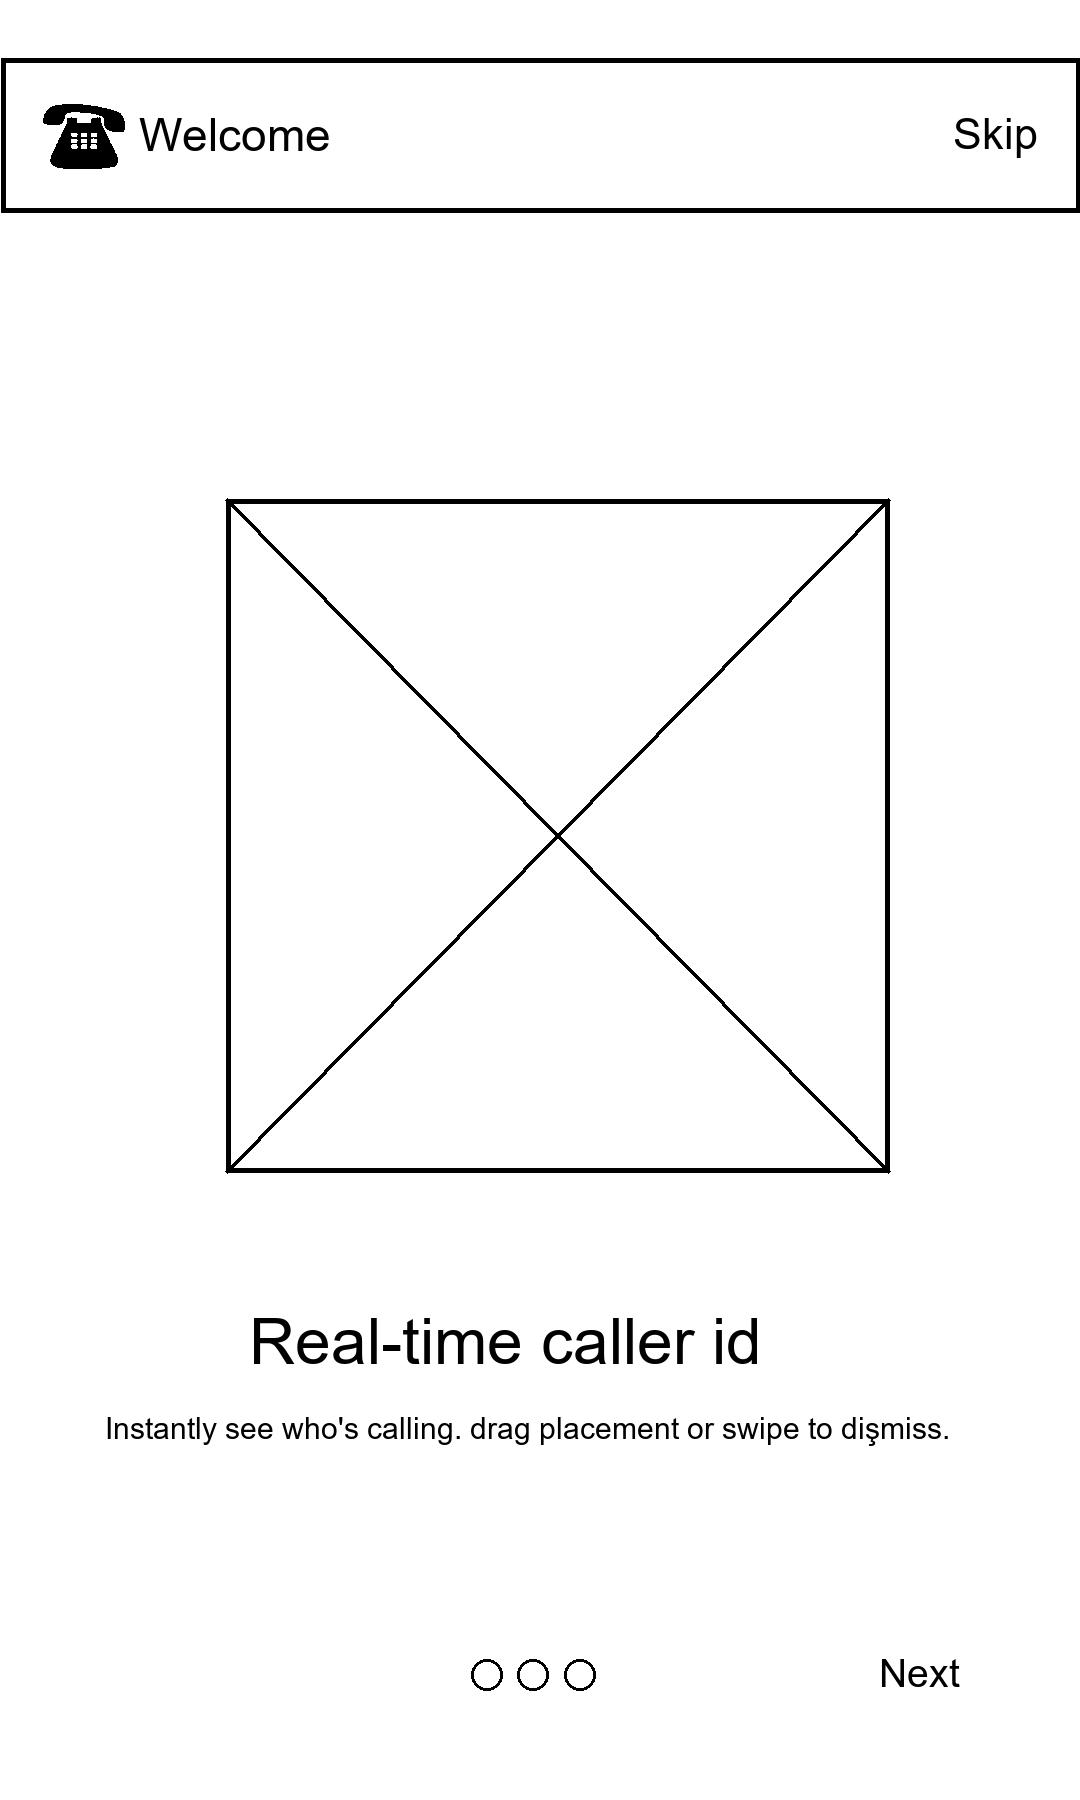 Welcome
Skip
Real-time caller id
Instantly see who's calling. drag placement or swipe to dişmiss.
Next